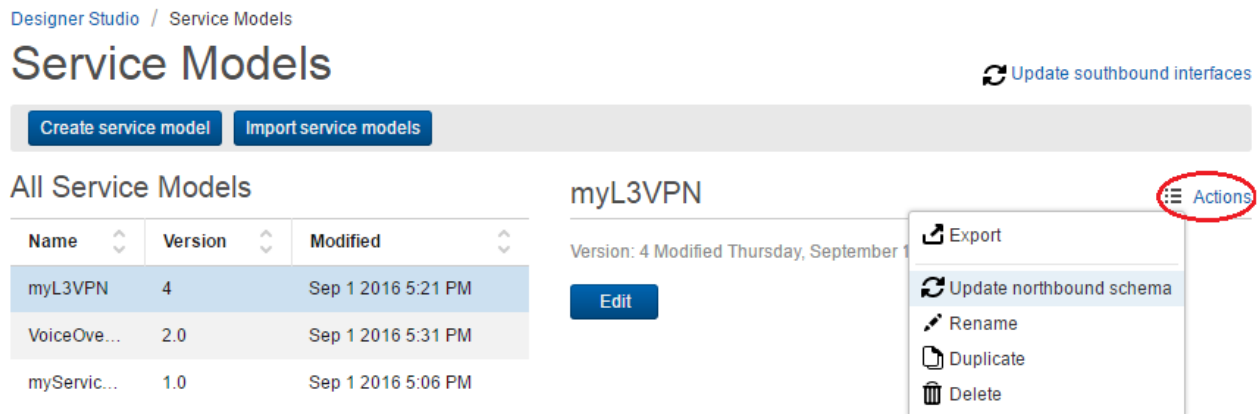 Designer Studio / Service Models
Service Models
Update southbound interfaces
Create service model Import service models
All Service Models
Name Version Modified
myL3VPN 4 Sep 1 2016 5:21 PM
VoiceOve... 2.0 Sep 1 2016 5:31 PM
myServic... 1.0 Sep 1 2016 5:06 PM
myL3VPN
Actions
Version: 4 Modified Thursday, September
Edit
Export
Update northbound schema
Rename
Duplicate
Delete